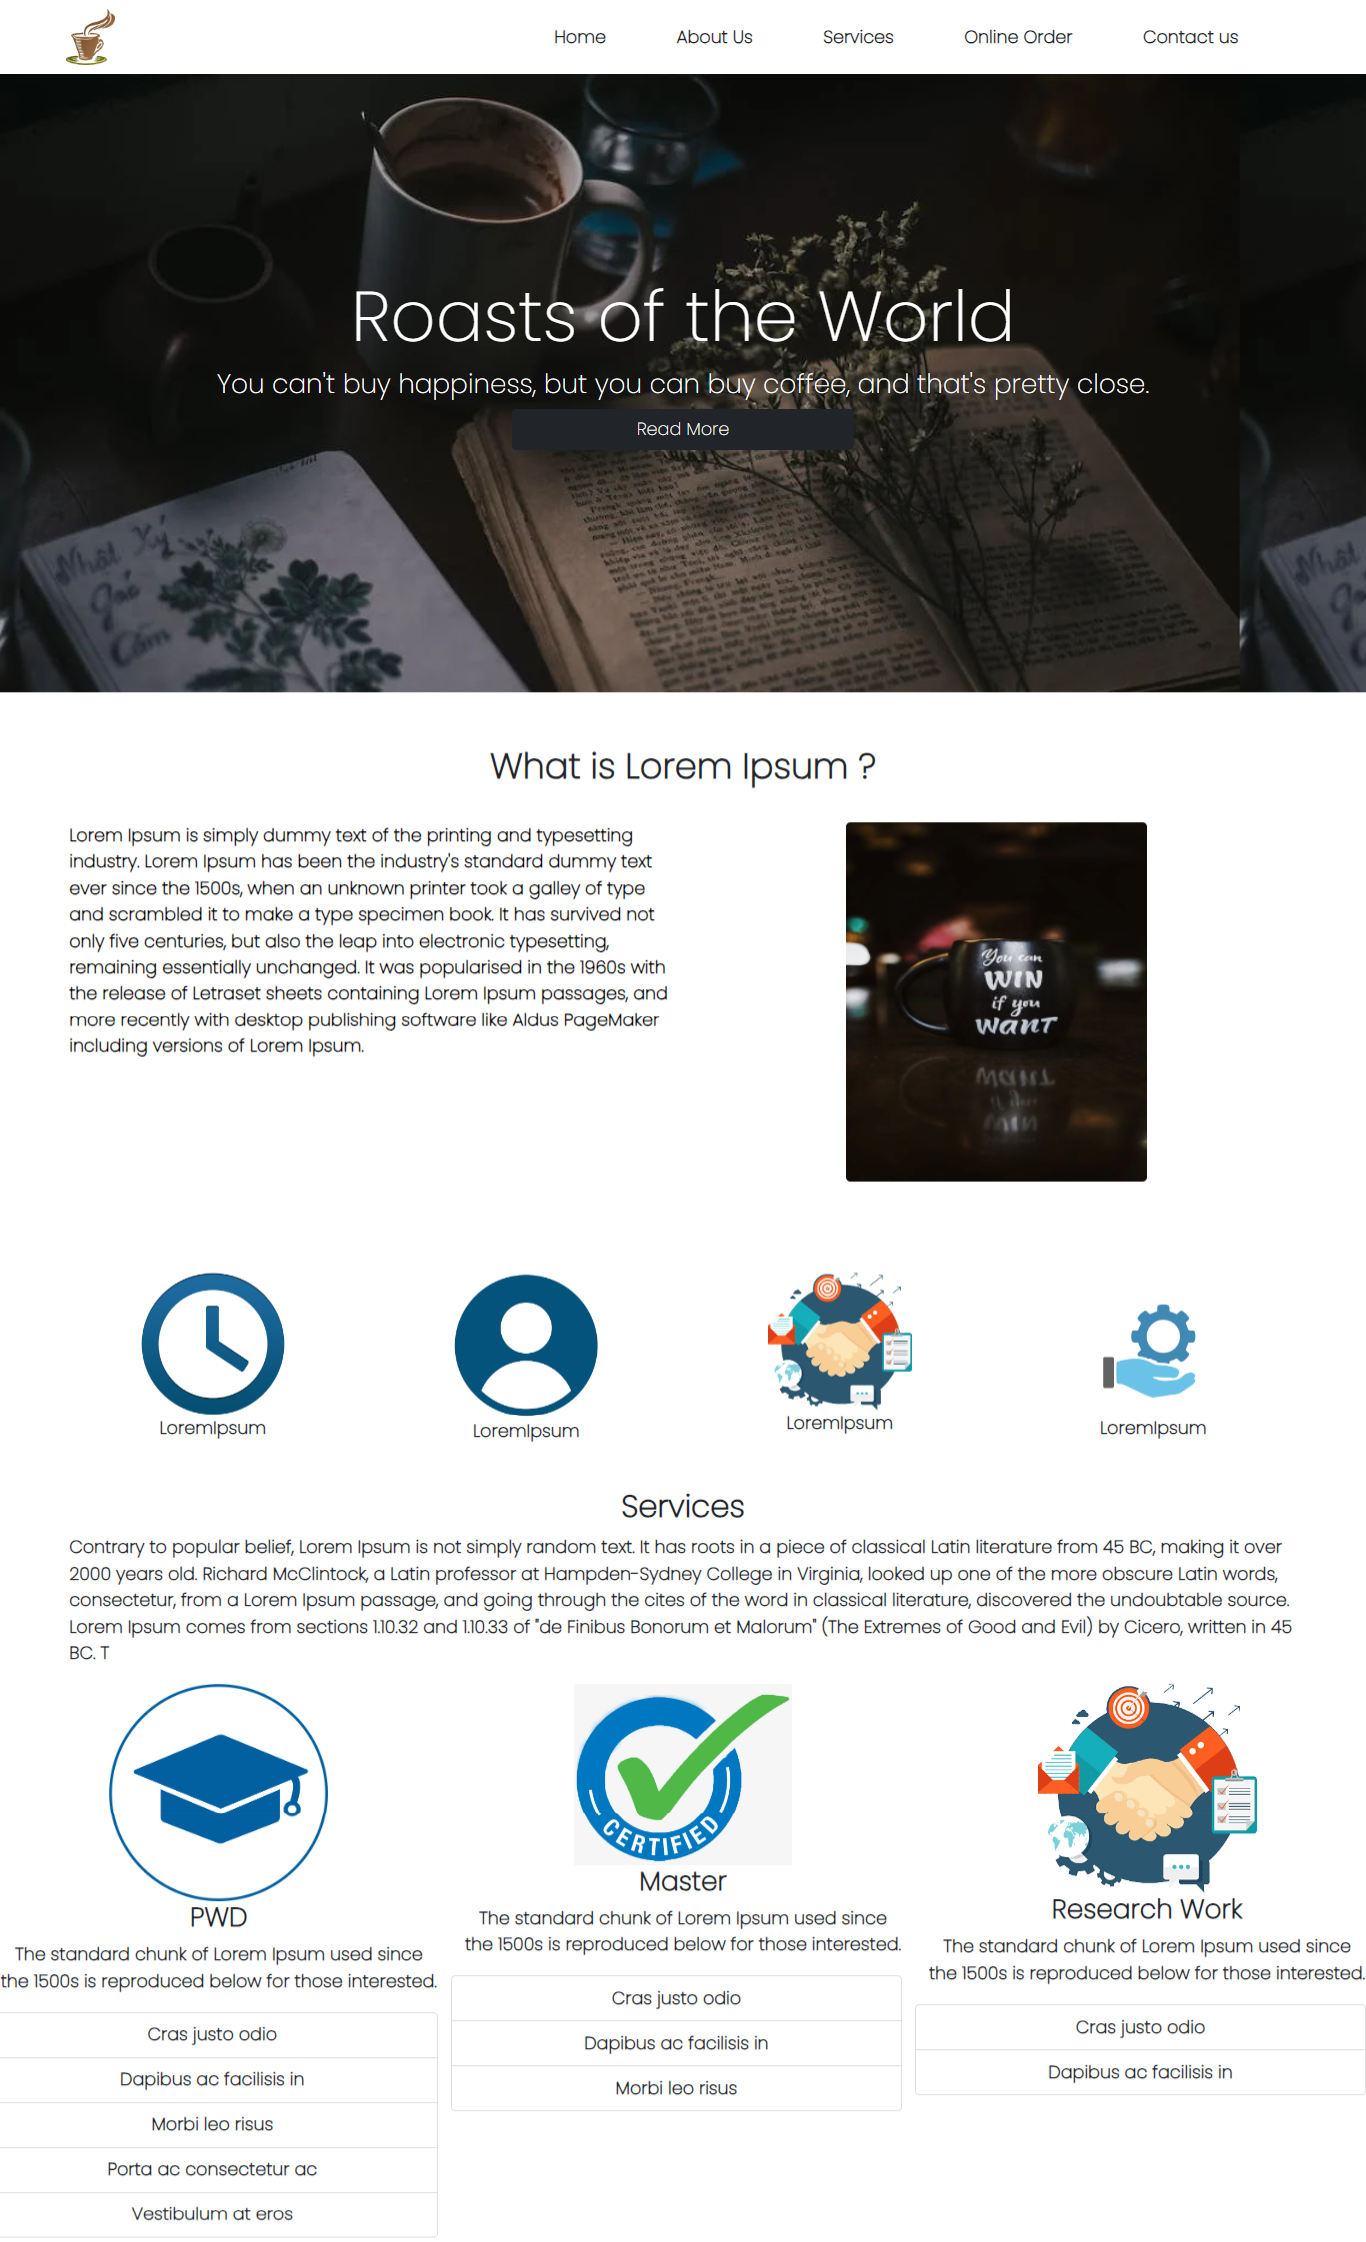 Home About Us Services Online Order Contact us
Roasts of the World
You can't buy happiness, but you can buy coffee, and that's pretty close.
Read More
Nhật Ký
Gác
Cấm
What is Lorem Ipsum ?
Lorem Ipsum is simply dummy text of the printing and typesetting
industry. Lorem Ipsum has been the industry's standard dummy text
ever since the 1500s, when an unknown printer took a galley of type
and scrambled it to make a type specimen book. It has survived not
only five centuries, but also the leap into electronic typesetting,
remaining essentially unchanged. It was popularised in the 1960s with
the release of Letraset sheets containing Lorem Ipsum passages, and
more recently with desktop publishing software like Aldus PageMaker
including versions of Lorem Ipsum.
You can
WIN
if you
WANT
LoremIpsum
LoremIpsum
LoremIpsum
LoremIpsum
Services
Contrary to popular belief, Lorem Ipsum is not simply random text. It has roots in a piece of classical Latin literature from 45 BC, making it over
2000 years old. Richard McClintock, a Latin professor at Hampden-Sydney College in Virginia, looked up one of the more obscure Latin words,
consectetur, from a Lorem Ipsum passage, and going through the cites of the word in classical literature, discovered the undoubtable source.
Lorem Ipsum comes from sections 1.10.32 and 1.10.33 of "de Finibus Bonorum et Malorum" (The Extremes of Good and Evil) by Cicero, written in 45
BC. T
PWD
The standard chunk of Lorem Ipsum used since
the 1500s is reproduced below for those interested.
Cras justo odio
Dapibus ac facilisis in
Morbi leo risus
Porta ac consectetur ac
Vestibulum at eros
CERTIFIED
Master
The standard chunk of Lorem Ipsum used since
the 1500s is reproduced below for those interested.
Cras justo odio
Dapibus ac facilisis in
Morbi leo risus
Research Work
The standard chunk of Lorem Ipsum used since
the 1500s is reproduced below for those interested.
Cras justo odio
Dapibus ac facilisis in